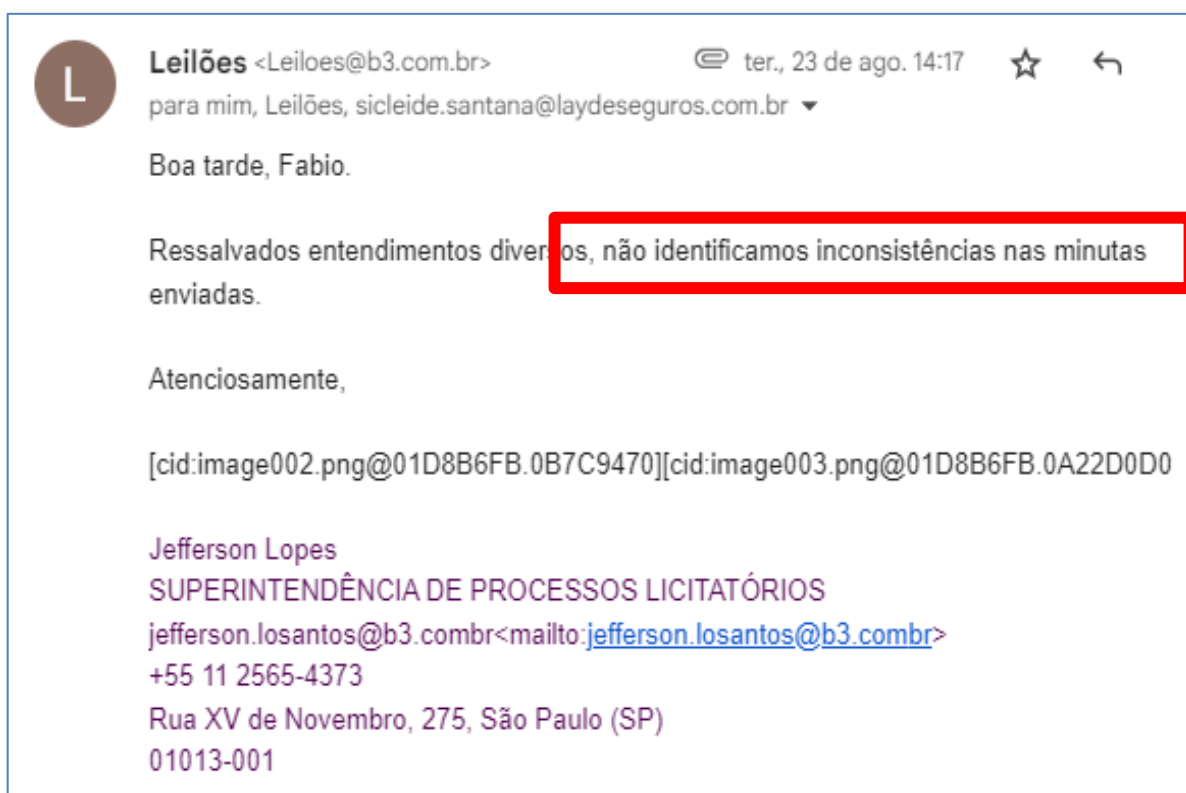 L
Leilões <Leiloes@b3.com.br>
ter., 23 de ago. 14:17
para mim, Leilões, sicleide.santana@laydeseguros.com.br
Boa tarde, Fabio.
Ressalvados entendimentos diversos, não identificamos inconsistências nas minutas
enviadas.
Atenciosamente,
[cid:image002.png@01D8B6FB.0B7C9470][cid:image003.png@01D8B6FB.0A22D0D0
Jefferson Lopes
SUPERINTENDÊNCIA DE PROCESSOS LICITATÓRIOS
jefferson.losantos@b3.combr<mailto:jefferson.losantos@b3.combr>
+55 11 2565-4373
Rua XV de Novembro, 275, São Paulo (SP)
01013-001